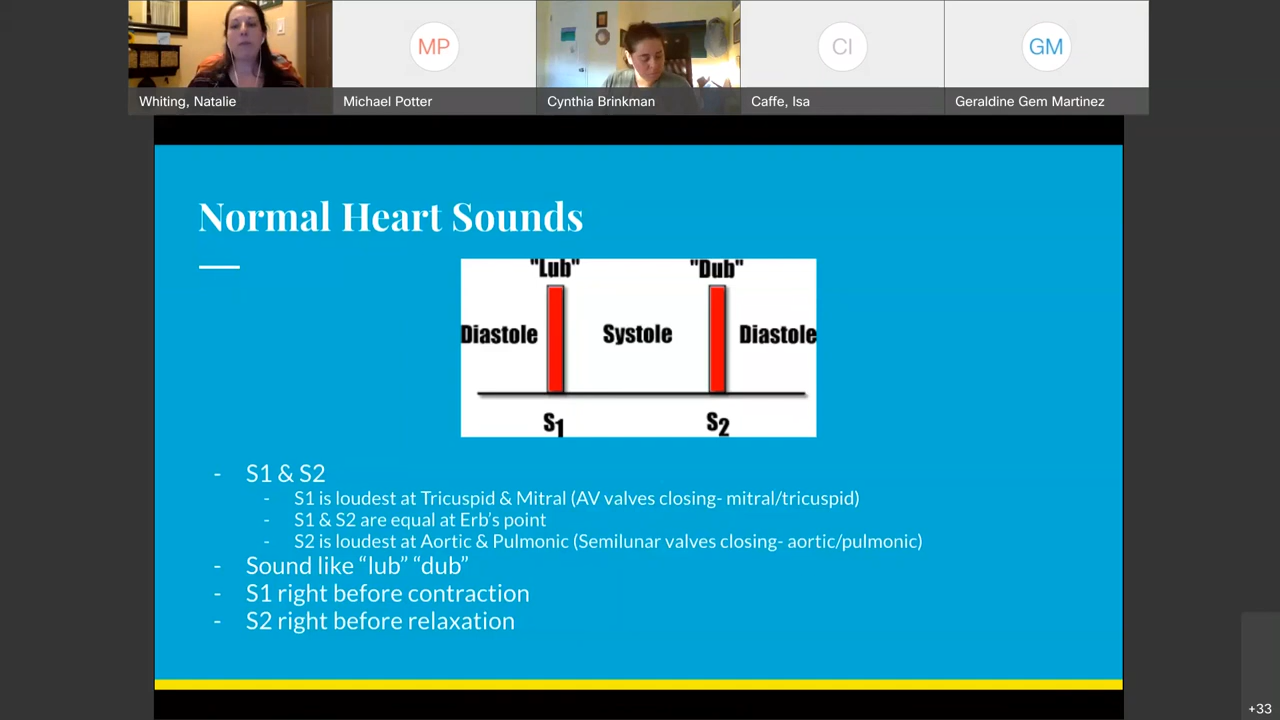 MP
CI
GM
Whiting, Natalie
Michael Potter
Cynthia Brinkman
Caffe, Isa
Geraldine Gem Martinez
Normal Heart Sounds
"Lub" "Dub"
Diastole Systole Diastole
S1 S2
- S1 & S2
- S1 is loudest at Tricuspid & Mitral (AV valves closing- mitral/tricuspid)
- S1 & S2 are equal at Erb's point
- S2 is loudest at Aortic & Pulmonic (Semilunar valves closing- aortic/pulmonic)
- Sound like “lub” “dub”
- S1 right before contraction
- S2 right before relaxation
+33